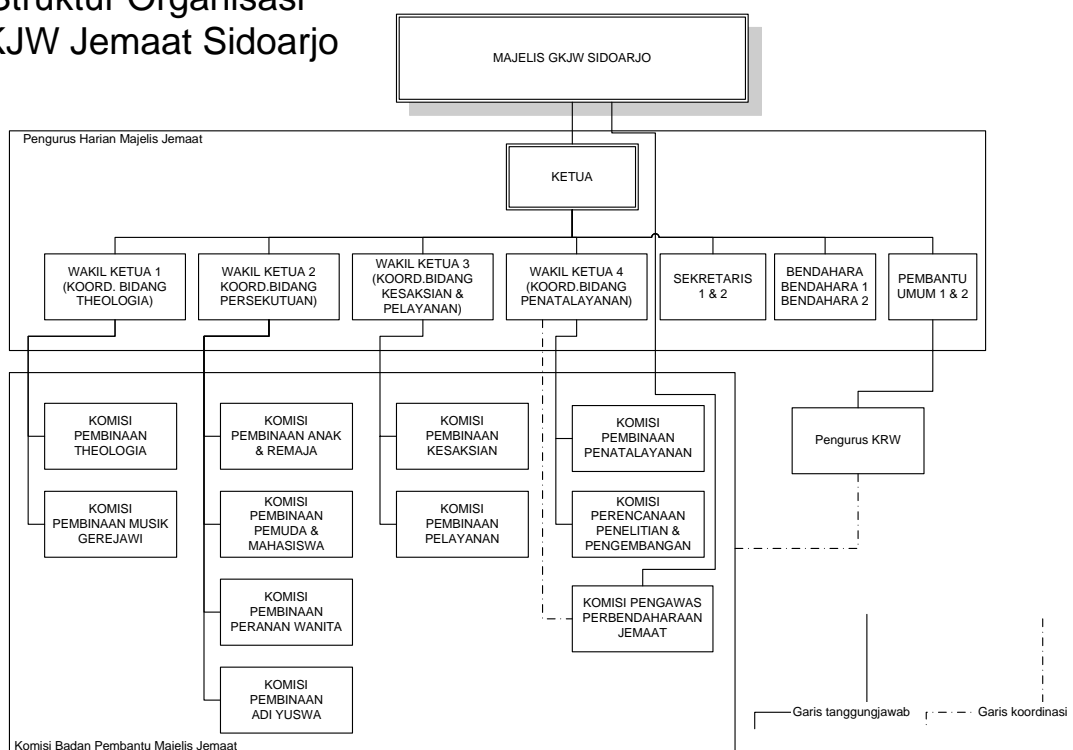 Struktur Organisasi
KJW Jemaat Sidoarjo
MAJELIS GKJW SIDOARJO
Pengurus Harian Majelis Jemaat
KETUA
WAKIL KETUA 1
(KOORD. BIDANG
THEOLOGIA)
WAKIL KETUA 2
KOORD.BIDANG
PERSEKUTUAN)
WAKIL KETUA 3
(KOORD.BIDANG
KESAKSIAN &
PELAYANAN)
WAKIL KETUA 4
(KOORD.BIDANG
PENATALAYANAN)
SEKRETARIS
1 & 2
BENDAHARA
BENDAHARA 1
BENDAHARA 2
PEMBANTU
UMUM 1 & 2
KOMISI
PEMBINAAN
THEOLOGIA
KOMISI
PEMBINAAN ANAK
& REMAJA
KOMISI
PEMBINAAN
KESAKSIAN
KOMISI
PEMBINAAN
PENATALAYANAN
Pengurus KRW
KOMISI
PEMBINAAN MUSIK
GEREJAWI
KOMISI
PEMBINAAN
PEMUDA &
MAHASISWA
KOMISI
PEMBINAAN
PELAYANAN
KOMISI
PERENCANAAN
PENELITIAN &
PENGEMBANGAN
KOMISI
PEMBINAAN
PERANAN WANITA
KOMISI PENGAWAS
PERBENDAHARAAN
JEMAAT
KOMISI
PEMBINAAN
ADI YUSWA
Garis tanggungjawab
Garis koordinasi
Komisi Badan Pembantu Majelis Jemaat